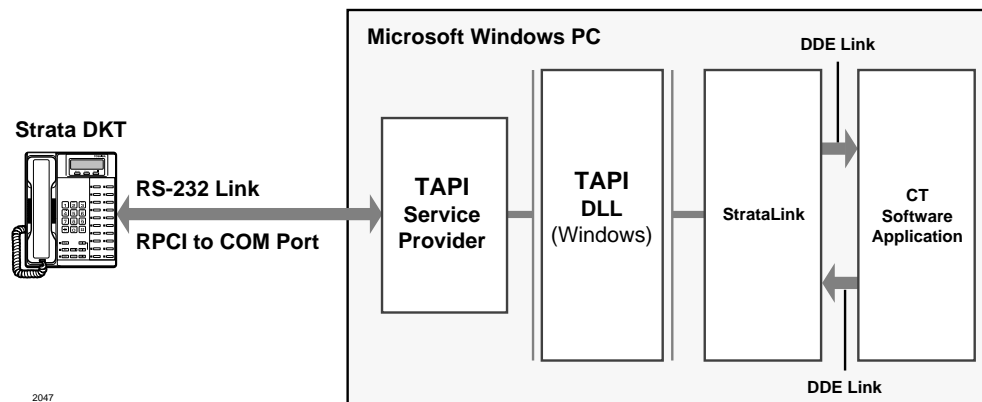 Microsoft Windows PC
DDE Link
Strata DKT
RS-232 Link
RPCI to COM Port
TAPI
Service
Provider
TAPI
DLL
(Windows)
StrataLink
CT
Software
Application
DDE Link
2047